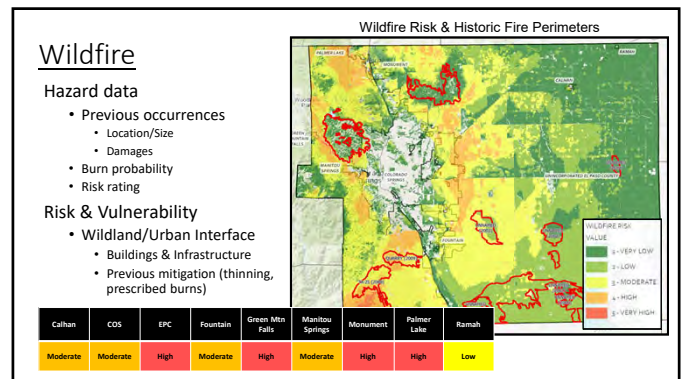 Wildfire Risk & Historic Fire Perimeters
Wildfire
Hazard data
• Previous occurrences
• Location/Size
• Damages
• Burn probability
• Risk rating
Risk & Vulnerability
• Wildland/Urban Interface
• Buildings & Infrastructure
• Previous mitigation (thinning,
prescribed burns)
PALMER LAKE
MONUMENT
RAMAH
CALHAN
GREEN
MOUNTAIN
FALLS
MANITOU
SPRINGS
COLORADO
SPRINGS
UNINCORPORATED EL PASO COUNTY
FOUNTAIN
WILDFIRE RISK
VALUE
1 - VERY LOW
2 - LOW
3 - MODERATE
4 - HIGH
5 - VERY HIGH
Calhan COS EPC Fountain Green Mtn Falls Manitou Springs Monument Palmer Lake Ramah
Moderate Moderate High Moderate High Moderate High High Low